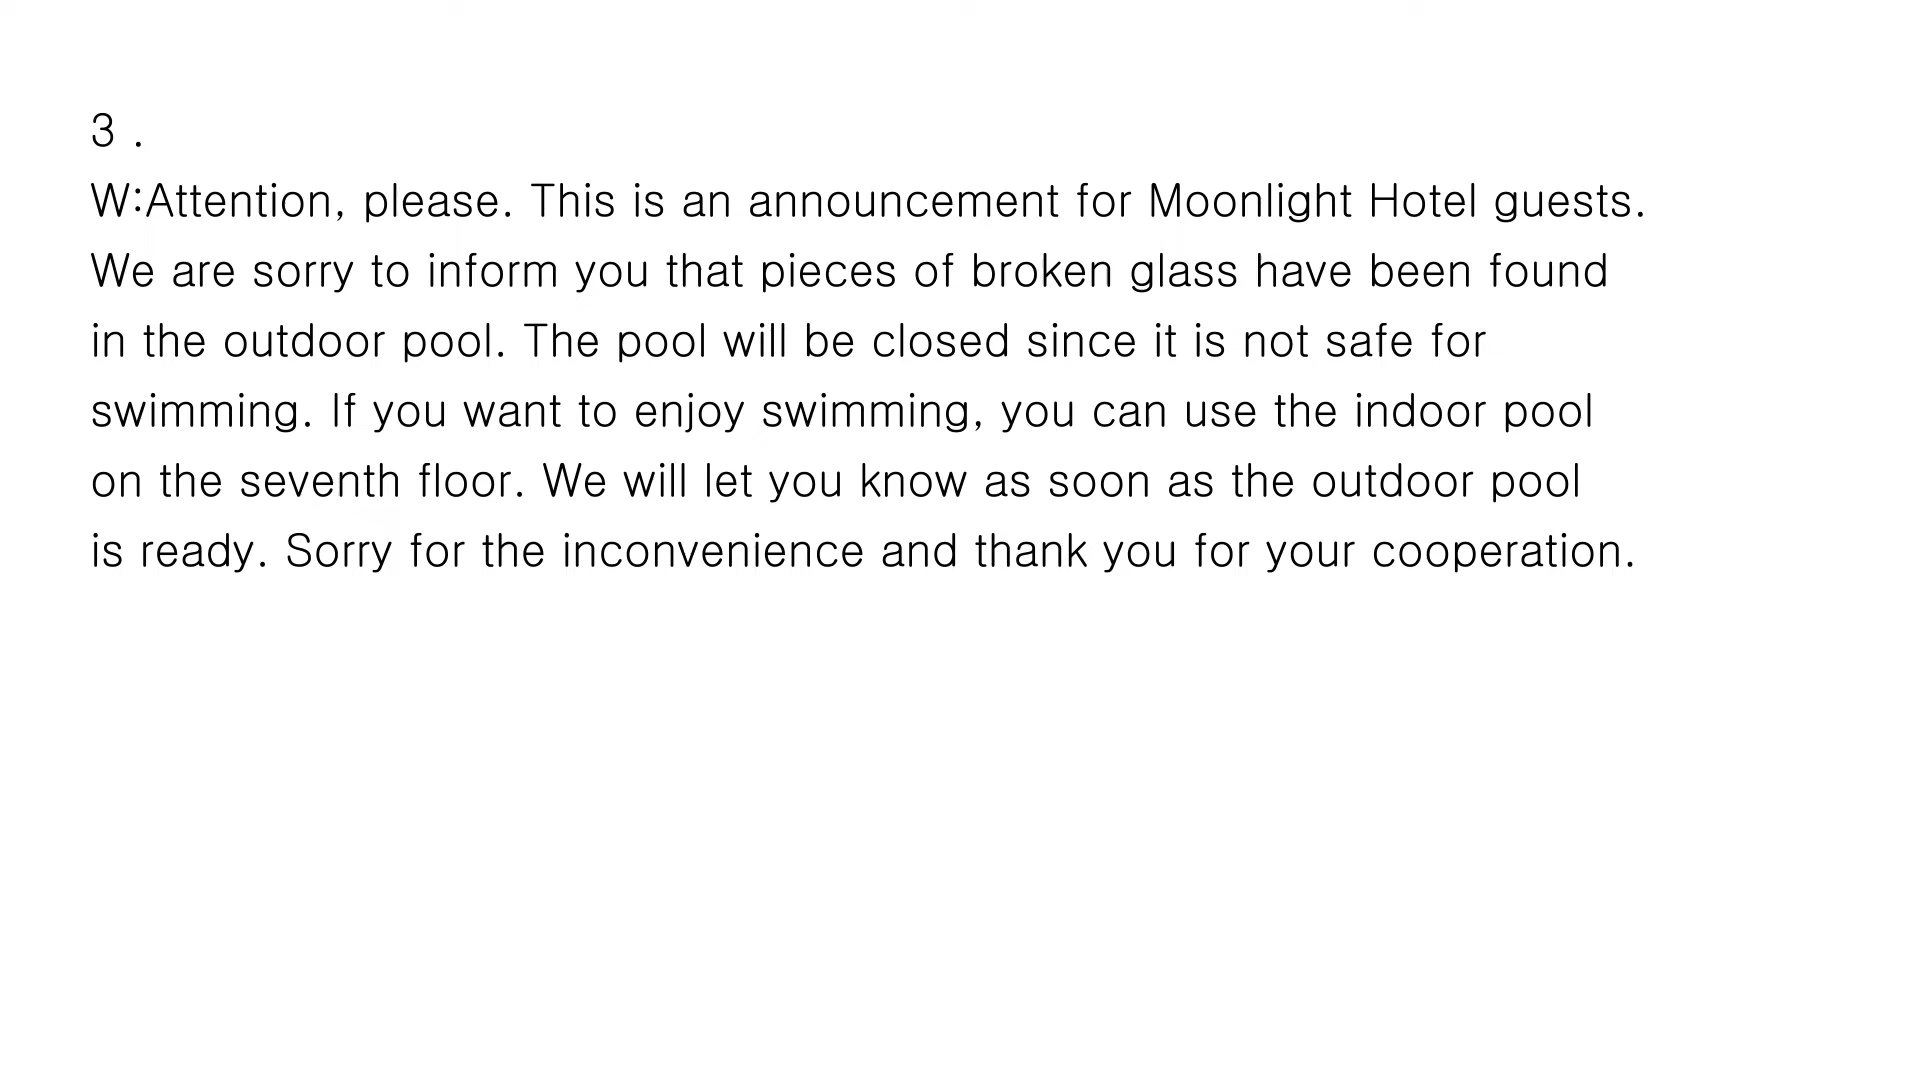 3 .
W:Attention, please. This is an announcement for Moonlight Hotel guests.
We are sorry to inform you that pieces of broken glass have been found
in the outdoor pool. The pool will be closed since it is not safe for
swimming. If you want to enjoy swimming, you can use the indoor pool
on the seventh floor. We will let you know as soon as the outdoor pool
is ready. Sorry for the inconvenience and thank you for your cooperation.